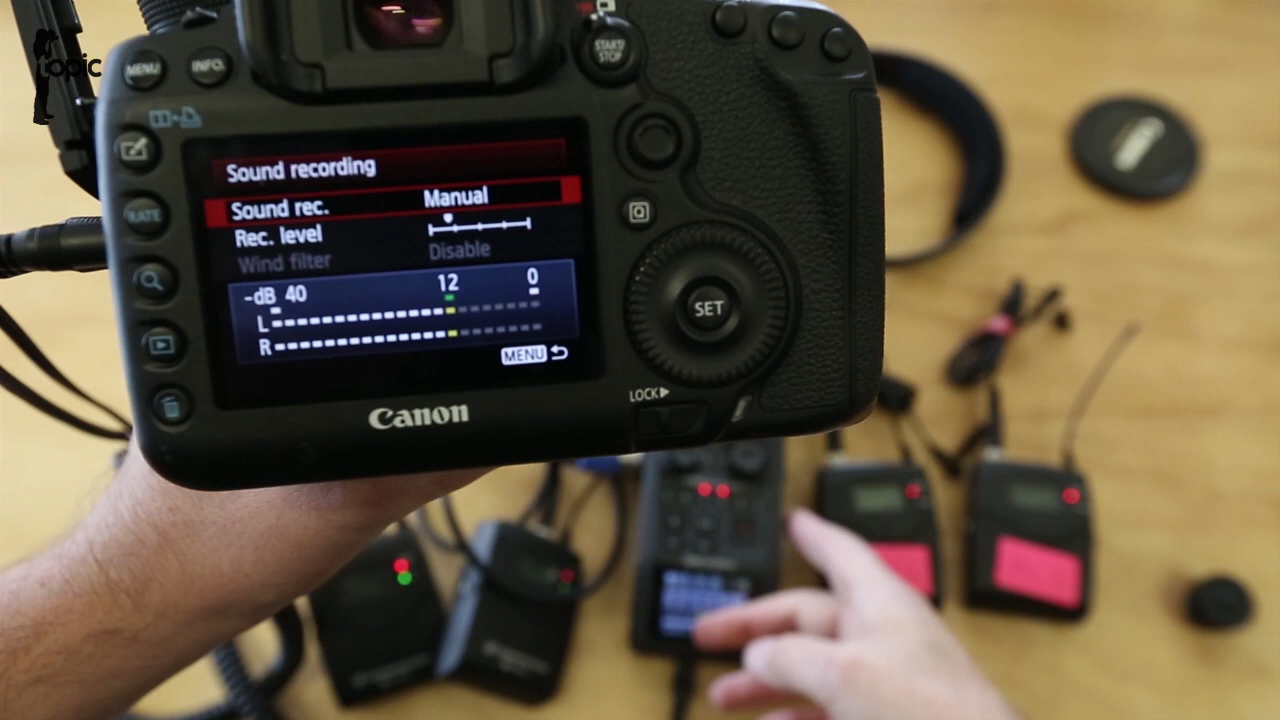 topic
MENU
INFO.
START/
STOP
RATE
Sound recording
Sound rec. Manual
Rec. level
Wind filter Disable
-dB 40 12 0
L
R
MENU
Q
SET
LOCK
Canon